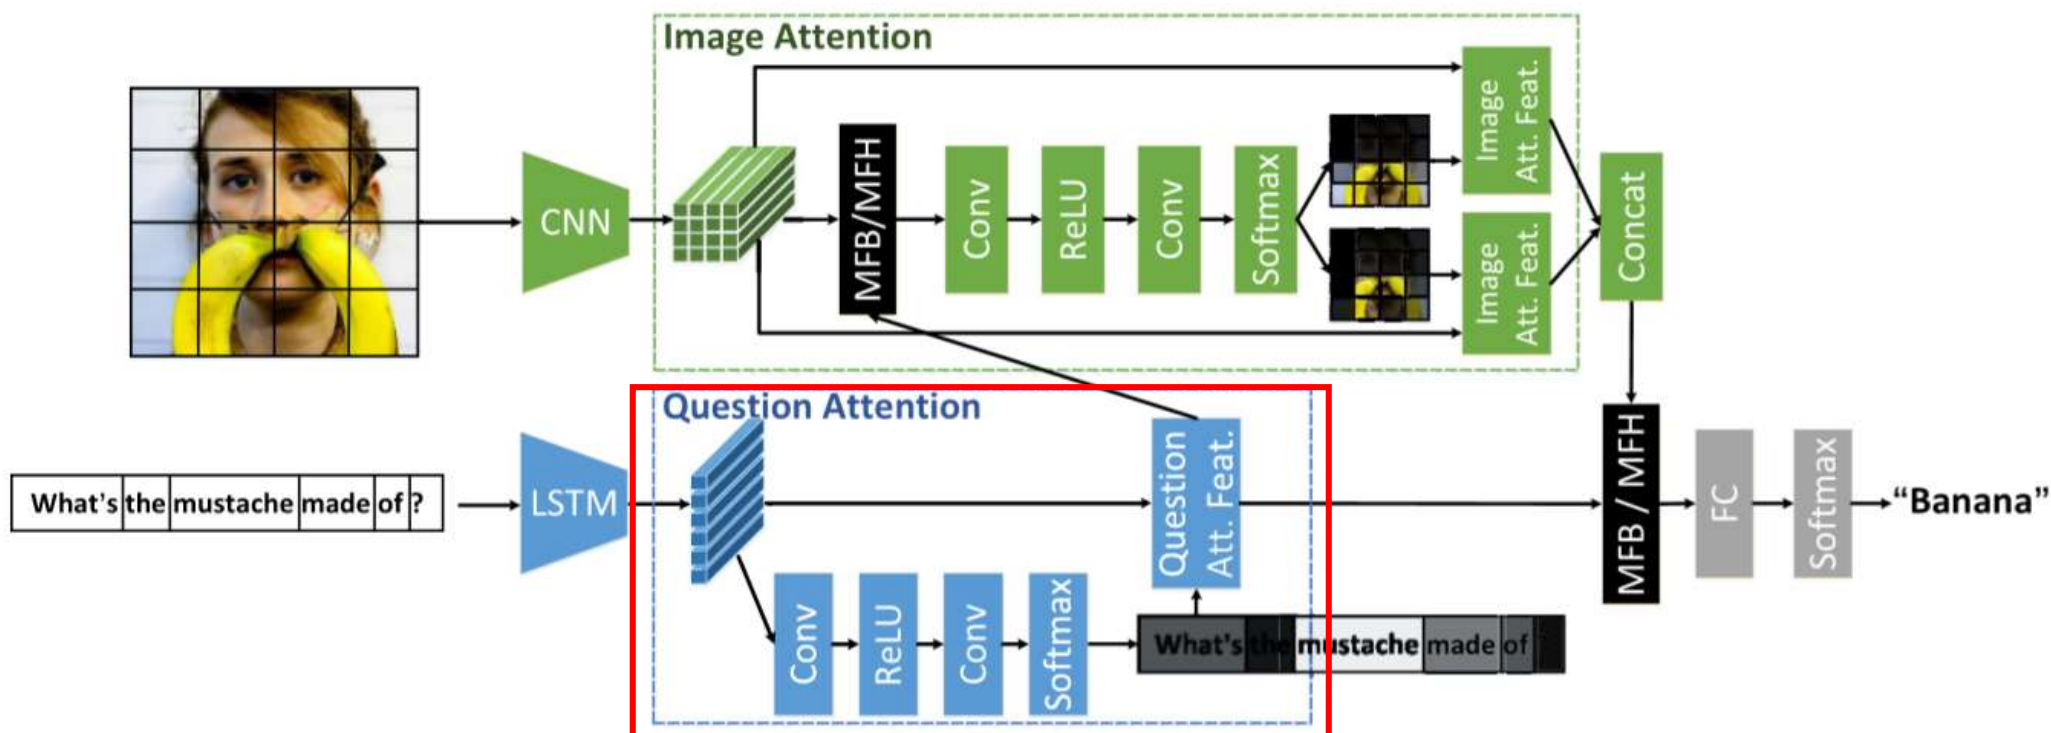 Image Attention
CNN
MFB/MFH
Conv
ReLU
Conv
Softmax
Image
Att. Feat.
Image
Att. Feat.
Concat
Question Attention
What's the mustache made of ?
LSTM
Conv
ReLU
Conv
Softmax
Question
Att. Feat.
What's the mustache made of
MFB / MFH
FC
Softmax
“Banana”